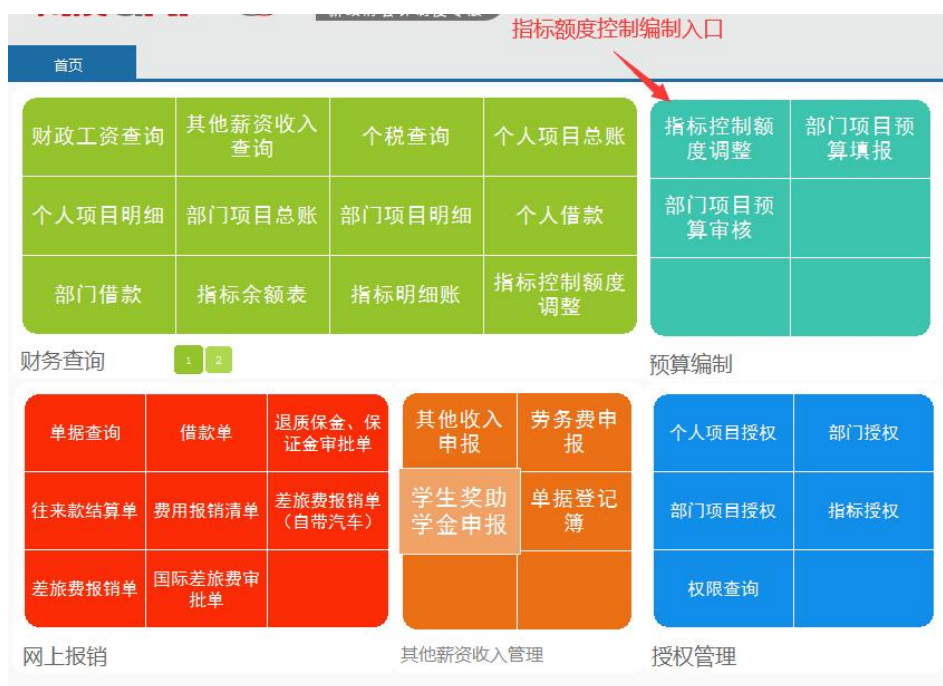 指标额度控制编制入口
首页
财政工资查询
其他薪资收入
查询
个税查询
个人项目总账
个人项目明细
部门项目总账
部门项目明细
个人借款
部门借款
指标余额表
指标明细账
指标控制额度
调整
财务查询
1
2
指标控制额
度调整
部门项目预
算填报
部门项目预
算审核
预算编制
单据查询
借款单
退质保金、保
证金审批单
往来款结算单
费用报销清单
差旅费报销单
（自带汽车）
差旅费报销单
国际差旅费审
批单
网上报销
其他收入
申报
劳务费申
报
学生奖助
学金申报
单据登记
簿
其他薪资收入管理
个人项目授权
部门授权
部门项目授权
指标授权
权限查询
授权管理